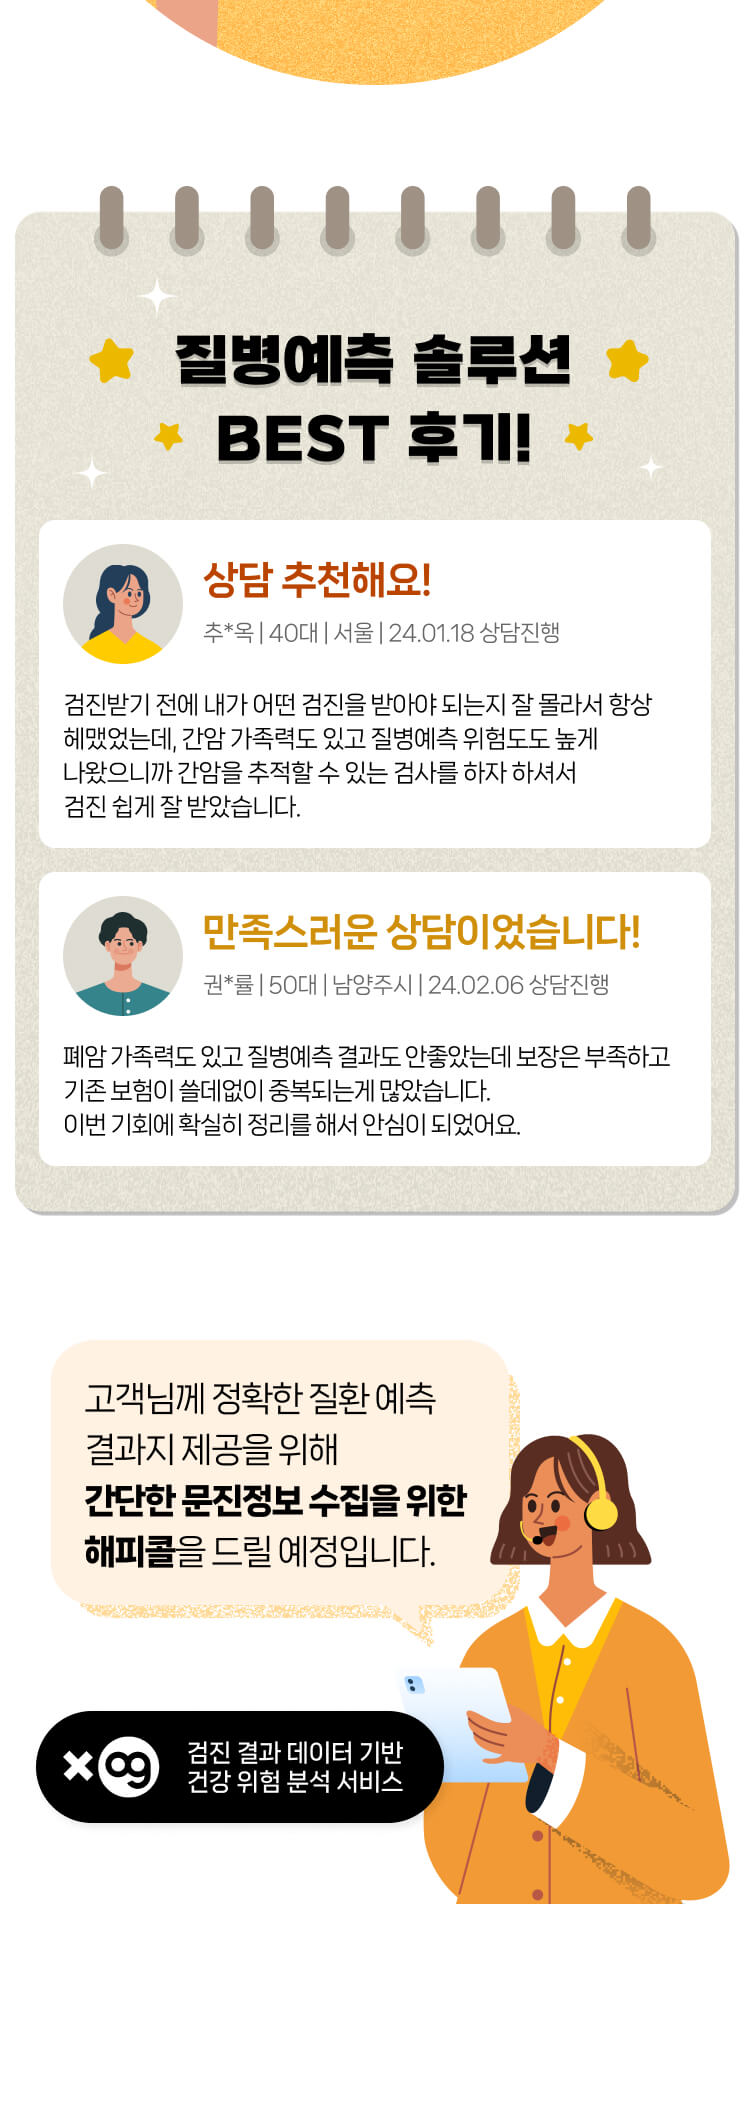 질병예측 솔루션
BEST 후기!
상담 추천해요!
추*옥 | 40대 | 서울 | 24.01.18 상담진행
검진받기 전에 내가 어떤 검진을 받아야 되는지 잘 몰라서 항상
헤맸었는데, 간암 가족력도 있고 질병예측 위험도도 높게
나왔으니까 간암을 추적할 수 있는 검사를 하자 하셔서
검진 쉽게 잘 받았습니다.
만족스러운 상담이었습니다!
권*률 | 50대 | 남양주시 | 24.02.06 상담진행
폐암 가족력도 있고 질병예측 결과도 안좋았는데 보장은 부족하고
기존 보험이 쓸데없이 중복되는게 많았습니다.
이번 기회에 확실히 정리를 해서 안심이 되었어요.
고객님께 정확한 질환 예측
결과지 제공을 위해
간단한 문진정보 수집을 위한
해피콜을 드릴 예정입니다.
검진 결과 데이터 기반
건강 위험 분석 서비스